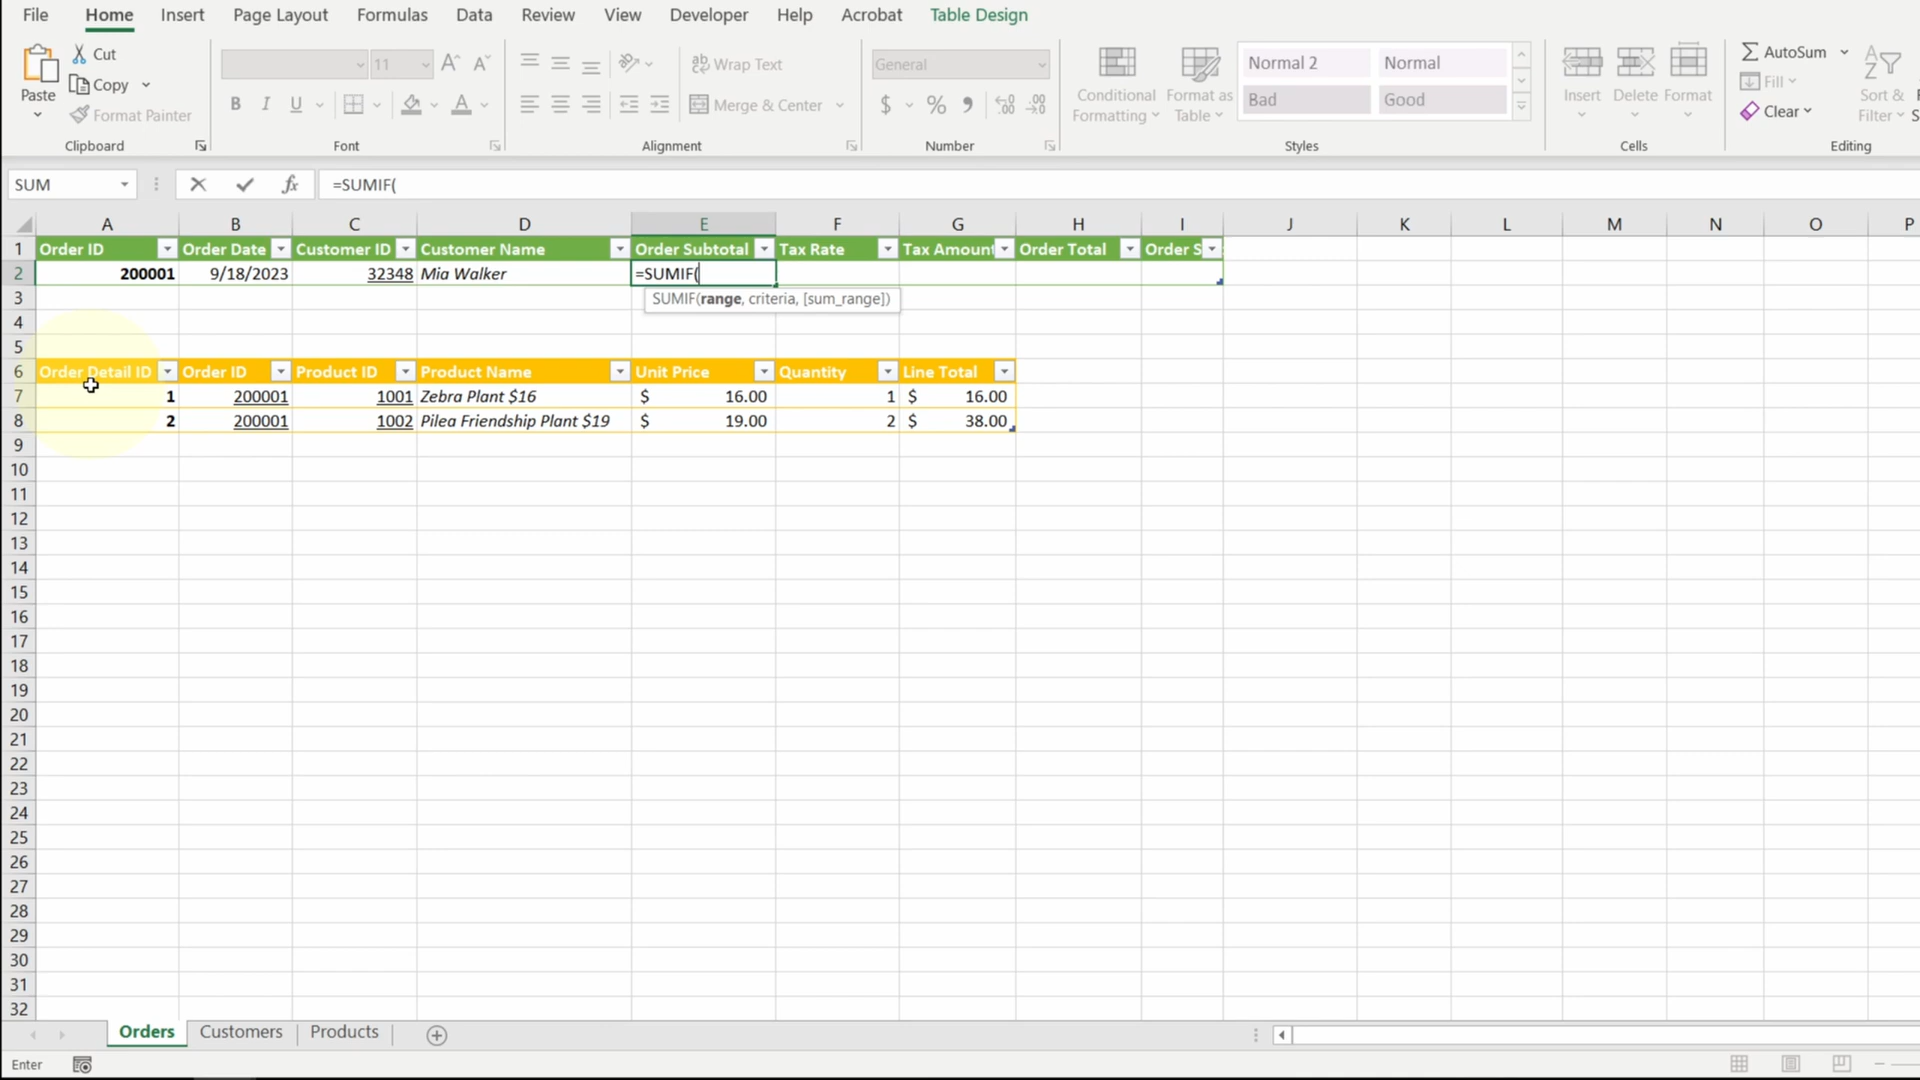 File Home Insert Page Layout Formulas Data Review View Developer Help Acrobat Table Design
Paste Cut Copy Format Painter Clipboard
11 A A B I U A Font
Wrap Text Merge & Center Alignment
General $ % Number
Conditional Formatting Format as Table Normal 2 Normal Bad Good Styles
Insert Delete Format Cells
AutoSum Fill Clear Sort & Filter S Editing
SUM fx =SUMIF(
A B C D E F G H I J K L M N O P
1 Order ID Order Date Customer ID Customer Name Order Subtotal Tax Rate Tax Amount Order Total Order S
2 200001 9/18/2023 32348 Mia Walker =SUMIF(
3 SUMIF(range, criteria, [sum_range])
4
5
6 Order Detail ID Order ID Product ID Product Name Unit Price Quantity Line Total
7 1 200001 1001 Zebra Plant $16 $ 16.00 1 $ 16.00
8 2 200001 1002 Pilea Friendship Plant $19 $ 19.00 2 $ 38.00
9
10
11
12
13
14
15
16
17
18
19
20
21
22
23
24
25
26
27
28
29
30
31
32
Orders Customers Products
Enter